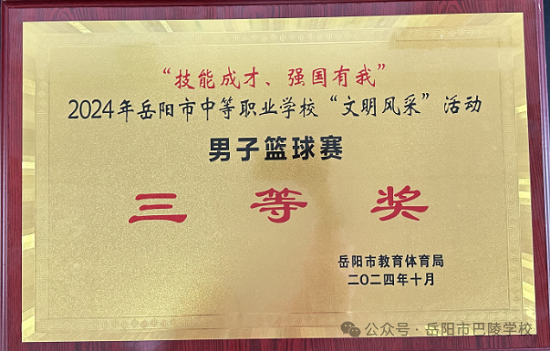 “技能成才、强国有我”
2024年岳阳市中等职业学校“文明风采”活动
男子篮球赛
三等奖
岳阳市教育体育局
二〇二四年十月
公众号·岳阳市巴陵学校